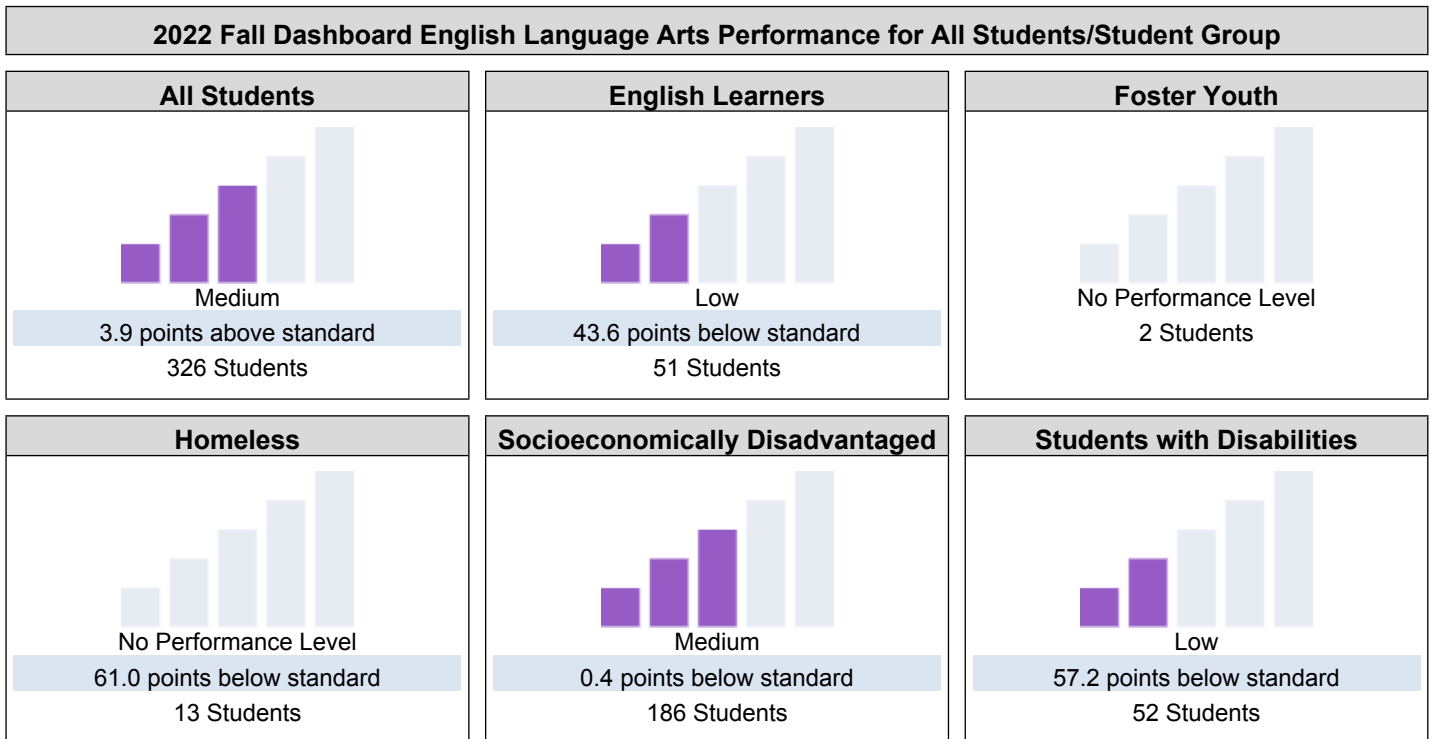 2022 Fall Dashboard English Language Arts Performance for All Students/Student Group
All Students
Medium
3.9 points above standard
326 Students
English Learners
Low
43.6 points below standard
51 Students
Foster Youth
No Performance Level
2 Students
Homeless
No Performance Level
61.0 points below standard
13 Students
Socioeconomically Disadvantaged
Medium
0.4 points below standard
186 Students
Students with Disabilities
Low
57.2 points below standard
52 Students